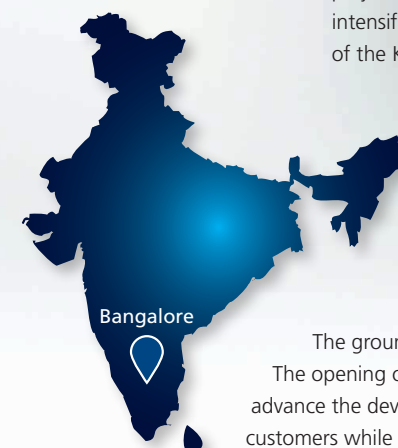 intensif
of the K
Bangalore
The groun
The opening o
advance the dev
customers while